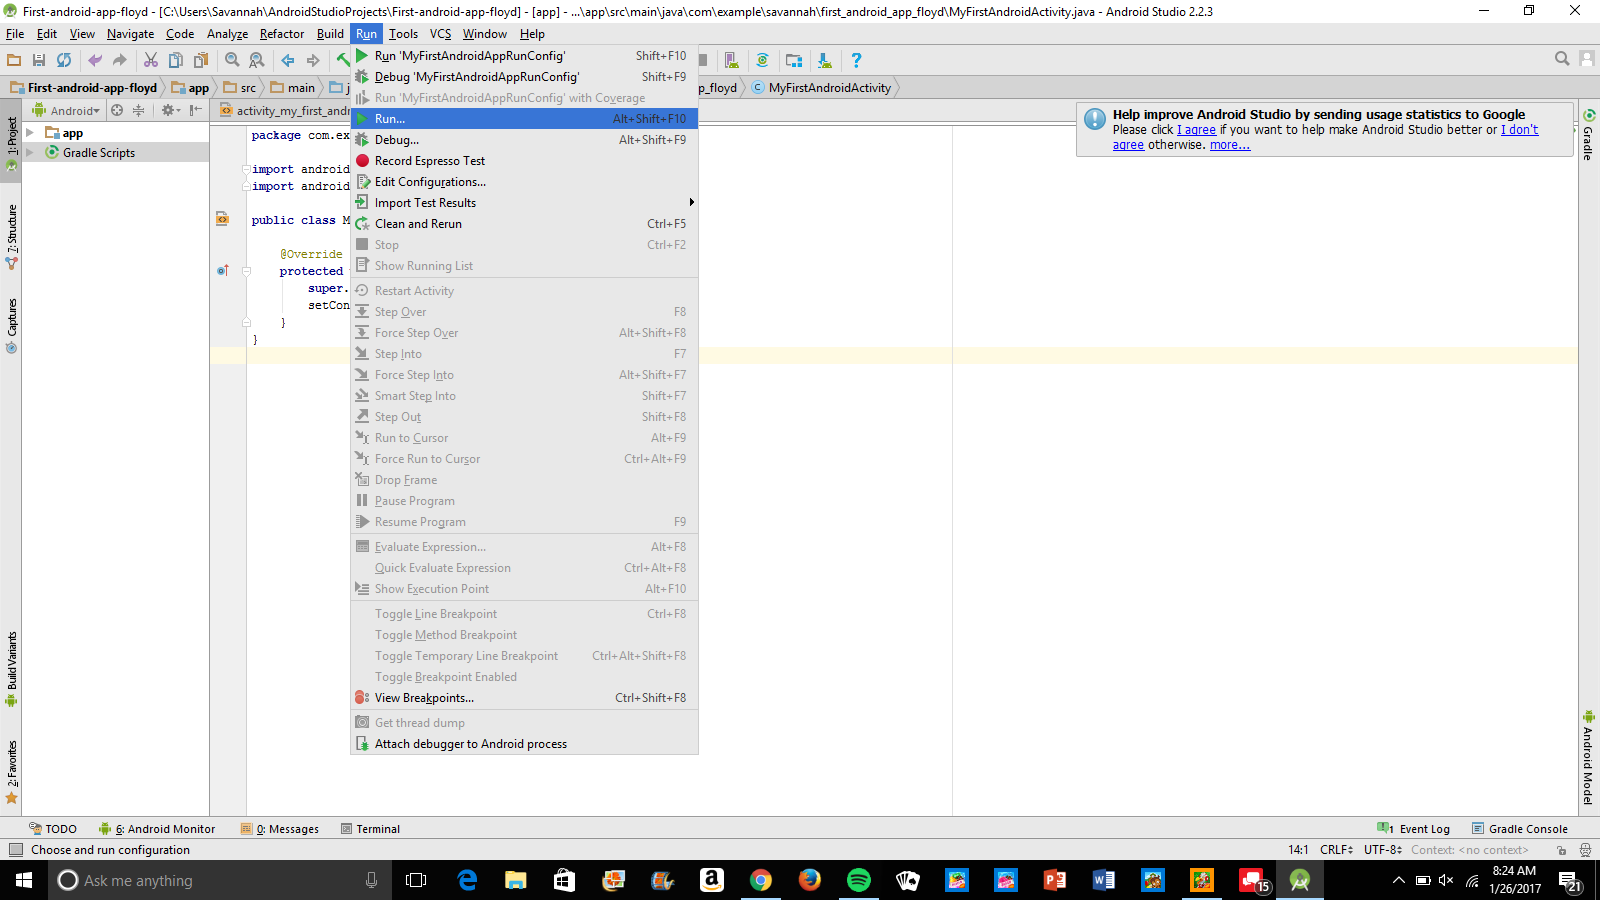 First-android-app-floyd - [C:\Users\Savannah\AndroidStudioProjects\First-android-app-floyd] - [app] - ...\app\src\main\java\com\example\savannah\first_android_app_floyd\MyFirstAndroidActivity.java - Android Studio 2.2.3
File Edit View Navigate Code Analyze Refactor Build Run Tools VCS Window Help
First-android-app-floyd app src main j p_floyd MyFirstAndroidActivity
Android activity_my_first_andr
app
Gradle Scripts
1: Project
7: Structure
Captures
Build Variants
2: Favorites
package com.ex
import android
import android
public class M
@Override
protected
super.
setCon
}
}
Run 'MyFirstAndroidAppRunConfig' Shift+F10
Debug 'MyFirstAndroidAppRunConfig' Shift+F9
Run 'MyFirstAndroidAppRunConfig' with Coverage
Run... Alt+Shift+F10
Debug... Alt+Shift+F9
Record Espresso Test
Edit Configurations...
Import Test Results
Clean and Rerun Ctrl+F5
Stop Ctrl+F2
Show Running List
Restart Activity
Step Over F8
Force Step Over Alt+Shift+F8
Step Into F7
Force Step Into Alt+Shift+F7
Smart Step Into Shift+F7
Step Out Shift+F8
Run to Cursor Alt+F9
Force Run to Cursor Ctrl+Alt+F9
Drop Frame
Pause Program
Resume Program F9
Evaluate Expression... Alt+F8
Quick Evaluate Expression Ctrl+Alt+F8
Show Execution Point Alt+F10
Toggle Line Breakpoint Ctrl+F8
Toggle Method Breakpoint
Toggle Temporary Line Breakpoint Ctrl+Alt+Shift+F8
Toggle Breakpoint Enabled
View Breakpoints... Ctrl+Shift+F8
Get thread dump
Attach debugger to Android process
Help improve Android Studio by sending usage statistics to Google
Please click I agree if you want to help make Android Studio better or I don't
agree otherwise. more...
Gradle
Android Model
TODO 6: Android Monitor 0: Messages Terminal 1 Event Log Gradle Console
Choose and run configuration 14:1 CRLF UTF-8 Context: <no context>
Ask me anything
15
8:24 AM
1/26/2017
21